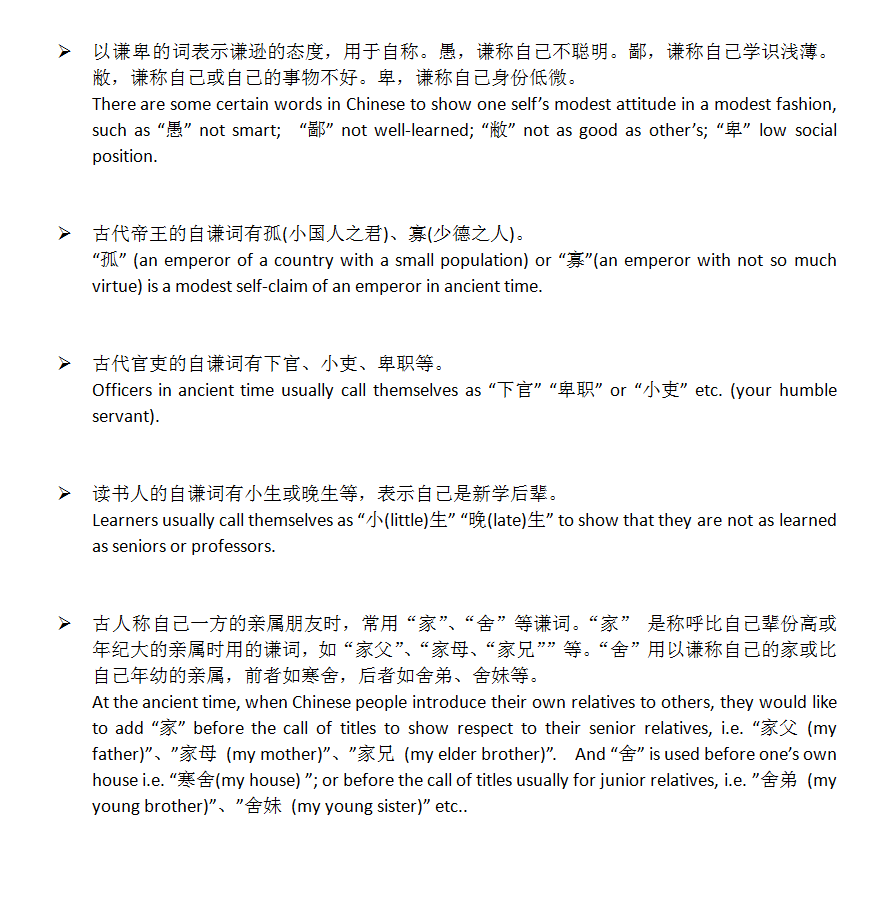 ➢ 以谦卑的词表示谦逊的态度，用于自称。愚，谦称自己不聪明。鄙，谦称自己学识浅薄。
敝，谦称自己或自己的事物不好。卑，谦称自己身份低微。
There are some certain words in Chinese to show one self’s modest attitude in a modest fashion,
such as “愚” not smart; “鄙” not well-learned; “敝” not as good as other’s; “卑” low social
position.
➢ 古代帝王的自谦词有孤(小国人之君)、寡(少德之人)。
“孤” (an emperor of a country with a small population) or “寡”(an emperor with not so much
virtue) is a modest self-claim of an emperor in ancient time.
➢ 古代官吏的自谦词有下官、小吏、卑职等。
Officers in ancient time usually call themselves as “下官” “卑职” or “小吏” etc. (your humble
servant).
➢ 读书人的自谦词有小生或晚生等，表示自己是新学后辈。
Learners usually call themselves as “小(little)生” “晚(late)生” to show that they are not as learned
as seniors or professors.
➢ 古人称自己一方的亲属朋友时，常用“家”、“舍”等谦词。“家” 是称呼比自己辈份高或
年纪大的亲属时用的谦词，如“家父”、“家母、“家兄””等。“舍”用以谦称自己的家或比
自己年幼的亲属，前者如寒舍，后者如舍弟、舍妹等。
At the ancient time, when Chinese people introduce their own relatives to others, they would like
to add “家” before the call of titles to show respect to their senior relatives, i.e. “家父 (my
father)”、”家母 (my mother)”、”家兄 (my elder brother)”. And “舍” is used before one’s own
house i.e. “寒舍(my house) ”; or before the call of titles usually for junior relatives, i.e. ”舍弟 (my
young brother)”、”舍妹 (my young sister)” etc..